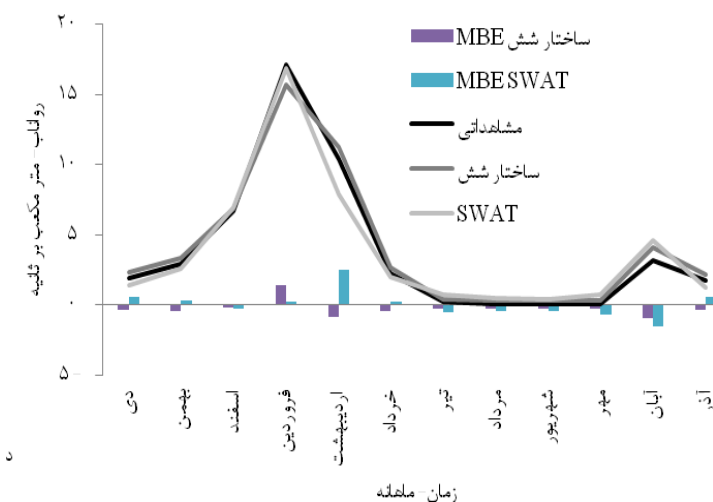 ۲۰
۱۵
۱۰
۵
۰
۵ -
رواناب - متر مکعب بر ثانیه
MBE ساختار شش
MBE SWAT
مشاهداتی
ساختار شش
SWAT
دی
بهمن
اسفند
فروردین
اردیبهشت
خرداد
تیر
مرداد
شهریور
مهر
آبان
آذر
زمان - ماهانه